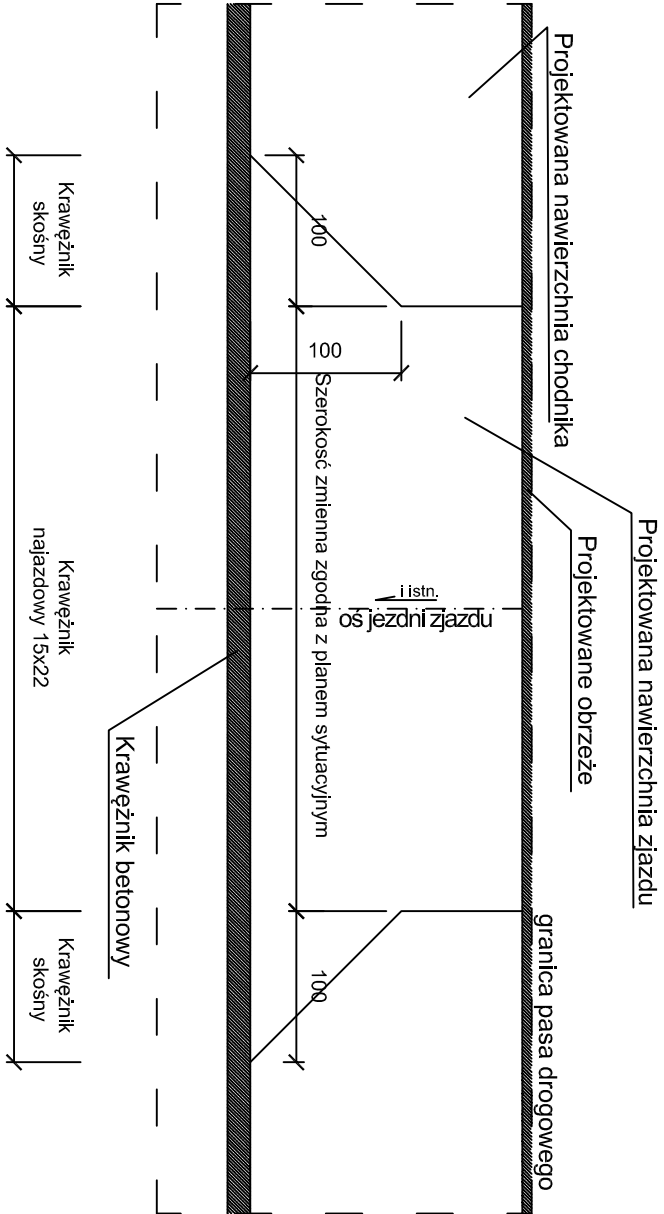 Projektowana nawierzchnia zjazdu
Projektowane obrzeże
granica pasa drogowego
Projektowana nawierzchnia chodnika
i istn.
oś jezdni zjazdu
100
100
Szerokosć zmienna zgodna z planem sytuacyjnym
100
Krawężnik betonowy
Krawężnik
skośny
Krawężnik
najazdowy 15x22
Krawężnik
skośny